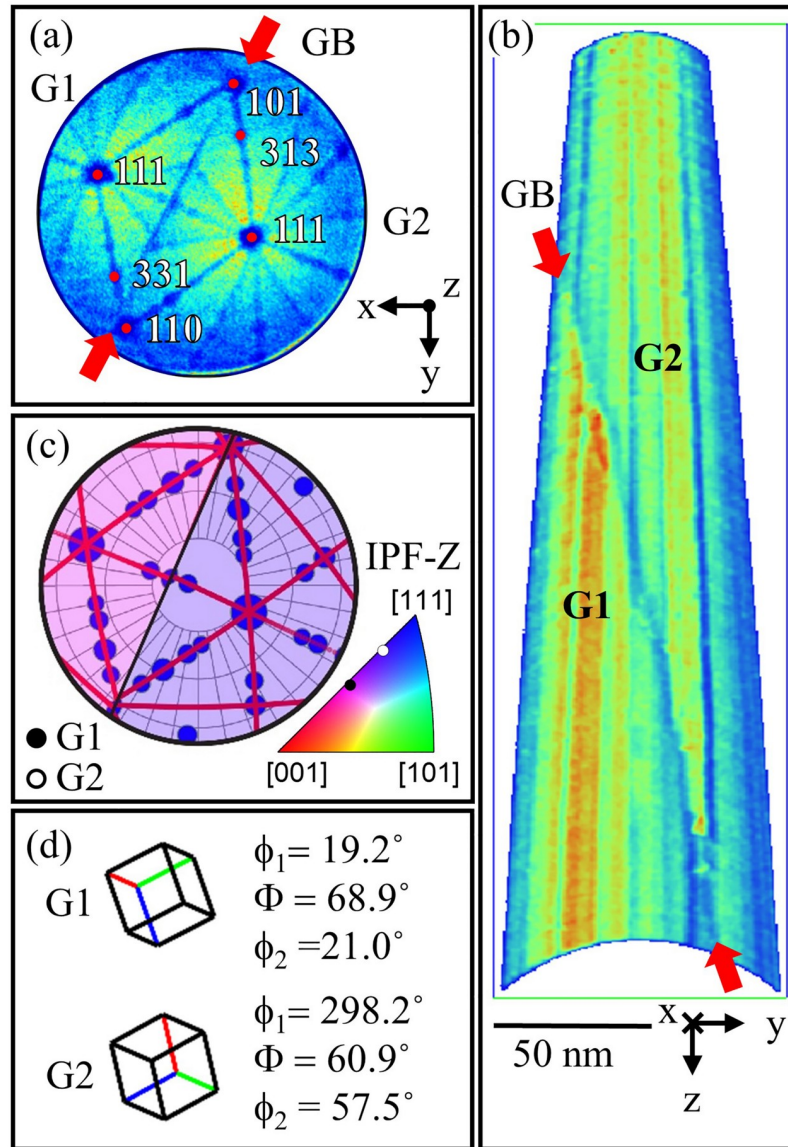 (a)
GB
G1
101
313
111
111
G2
331
110
x
z
y
(b)
GB
G2
G1
50 nm
x
y
z
(c)
IPF-Z
[111]
G1
G2
[001]
[101]
(d)
G1
ϕ₁= 19.2°
Φ = 68.9°
ϕ₂ =21.0°
G2
ϕ₁= 298.2°
Φ = 60.9°
ϕ₂ = 57.5°